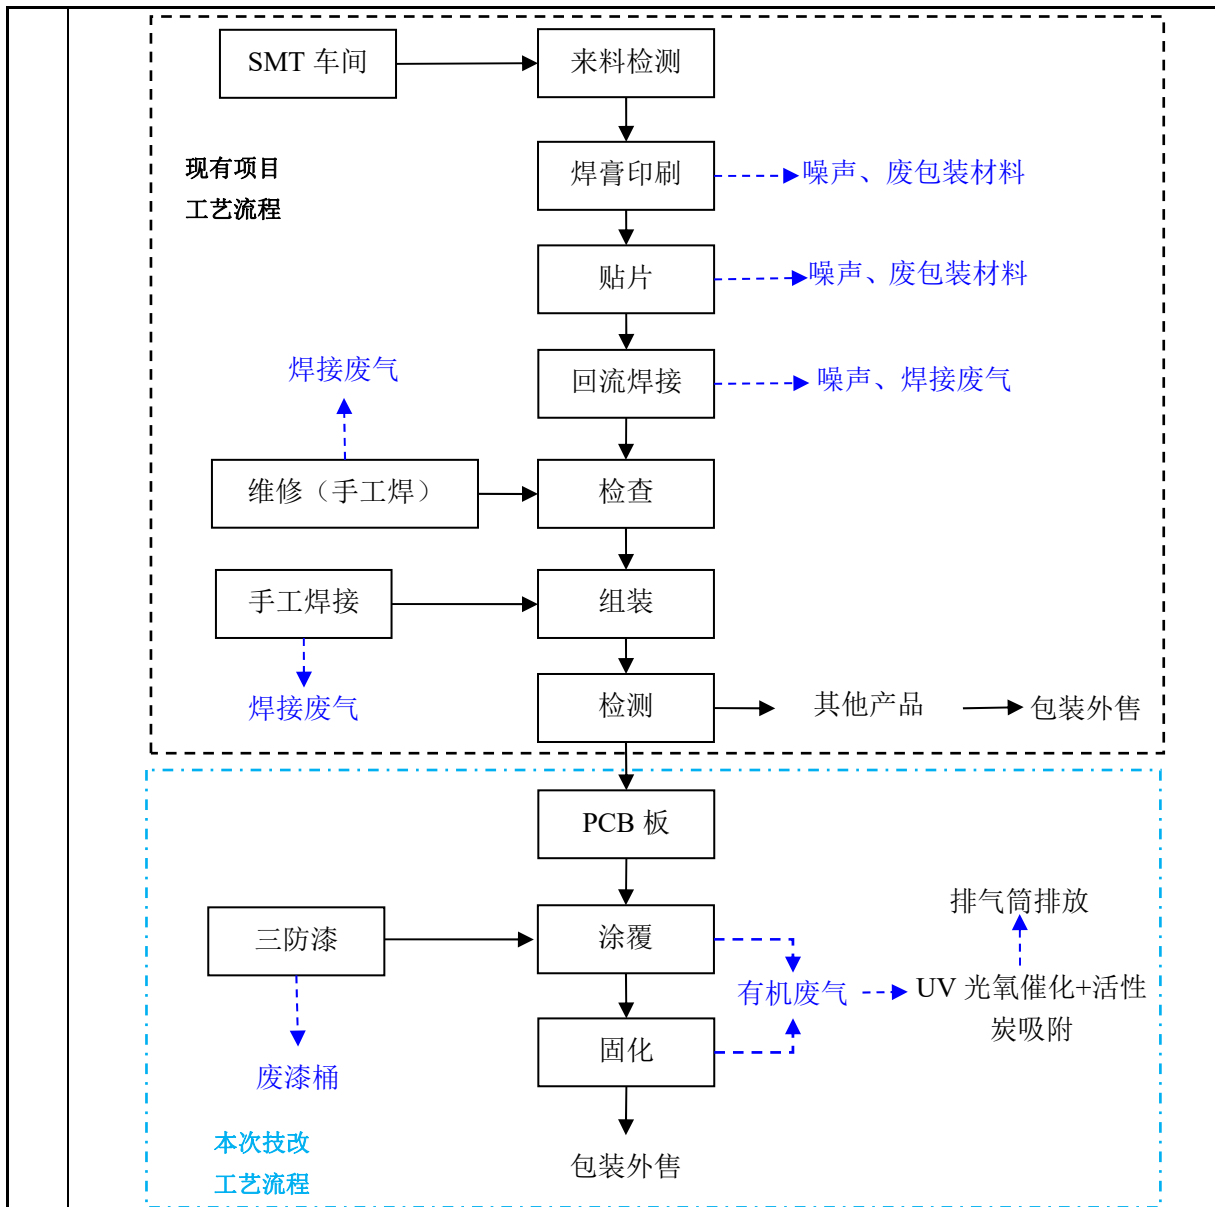 SMT 车间
来料检测
现有项目
工艺流程
焊膏印刷
噪声、废包装材料
贴片
噪声、废包装材料
焊接废气
回流焊接
噪声、焊接废气
维修（手工焊）
检查
手工焊接
组装
焊接废气
检测
其他产品
包装外售
PCB 板
三防漆
涂覆
排气筒排放
有机废气
UV 光氧催化+活性
炭吸附
固化
废漆桶
本次技改
工艺流程
包装外售